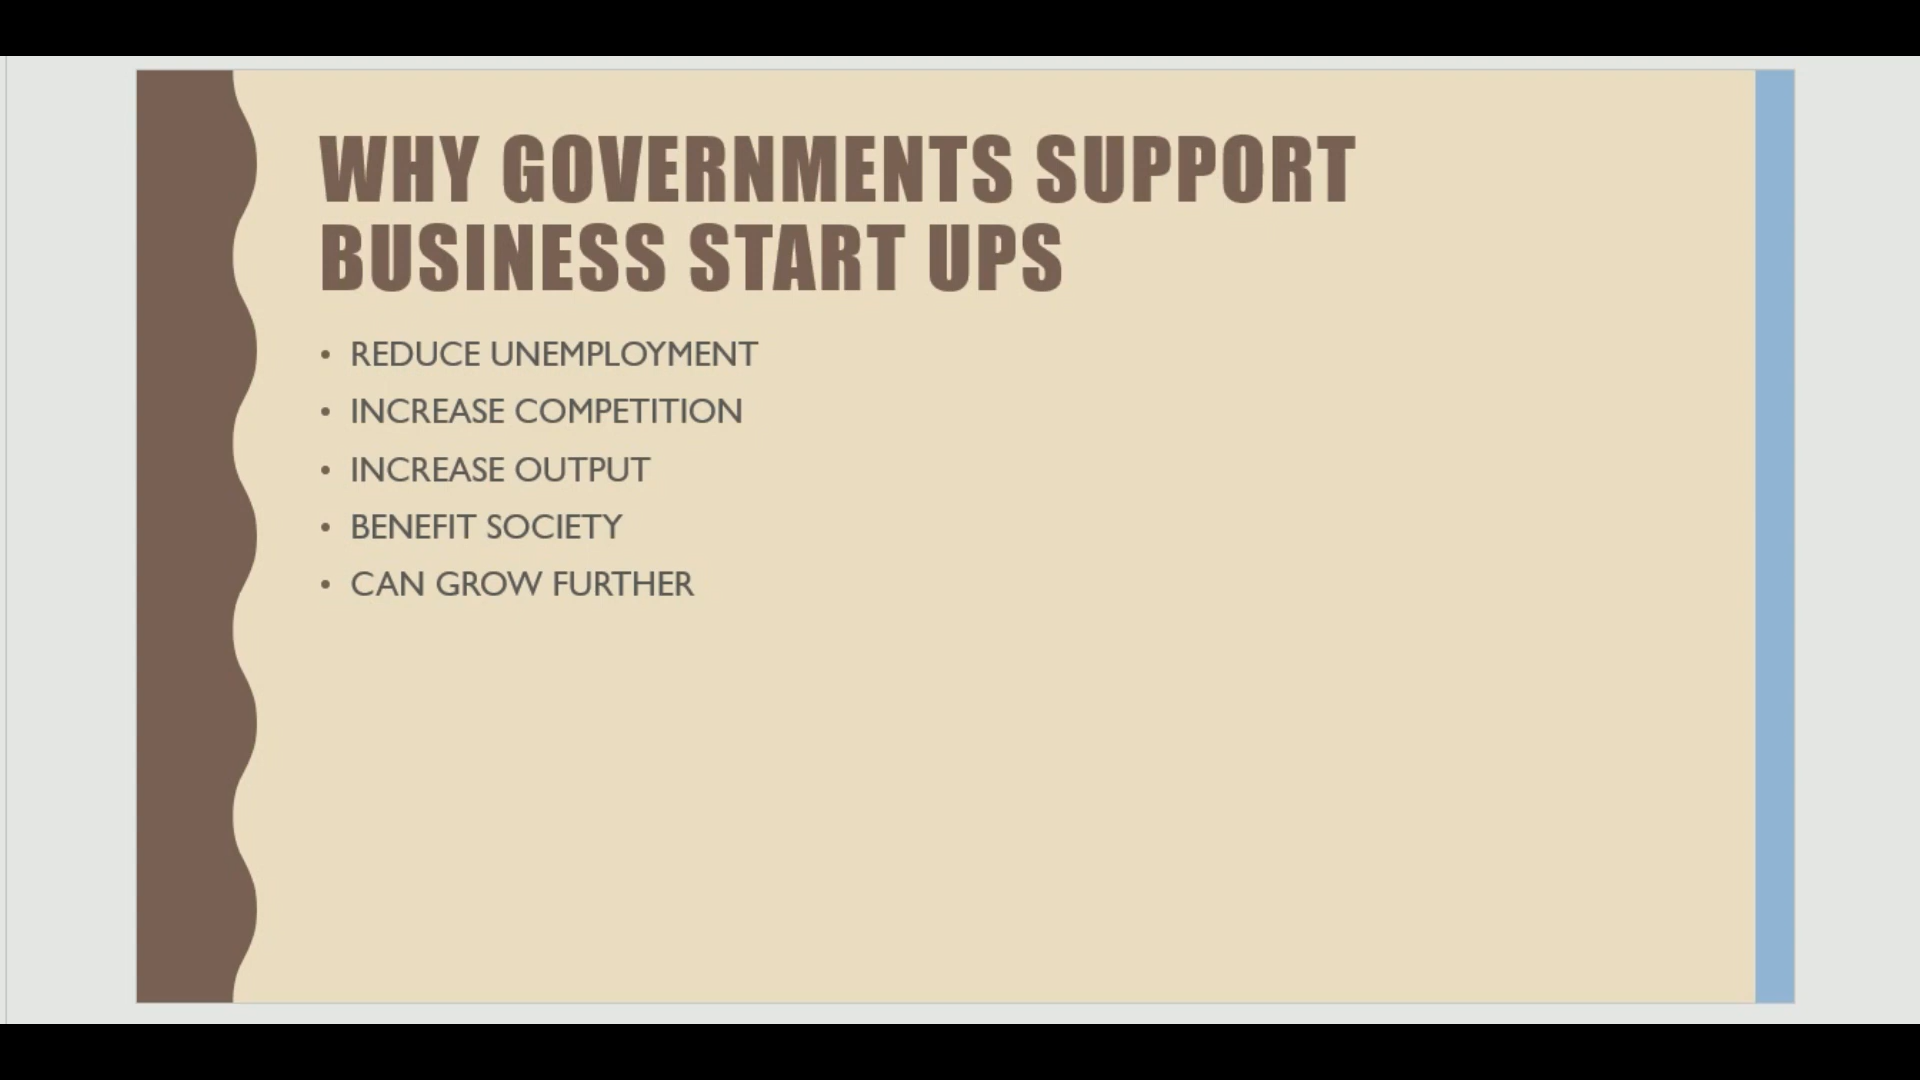 WHY GOVERNMENTS SUPPORT
BUSINESS START UPS
• REDUCE UNEMPLOYMENT
• INCREASE COMPETITION
• INCREASE OUTPUT
• BENEFIT SOCIETY
• CAN GROW FURTHER